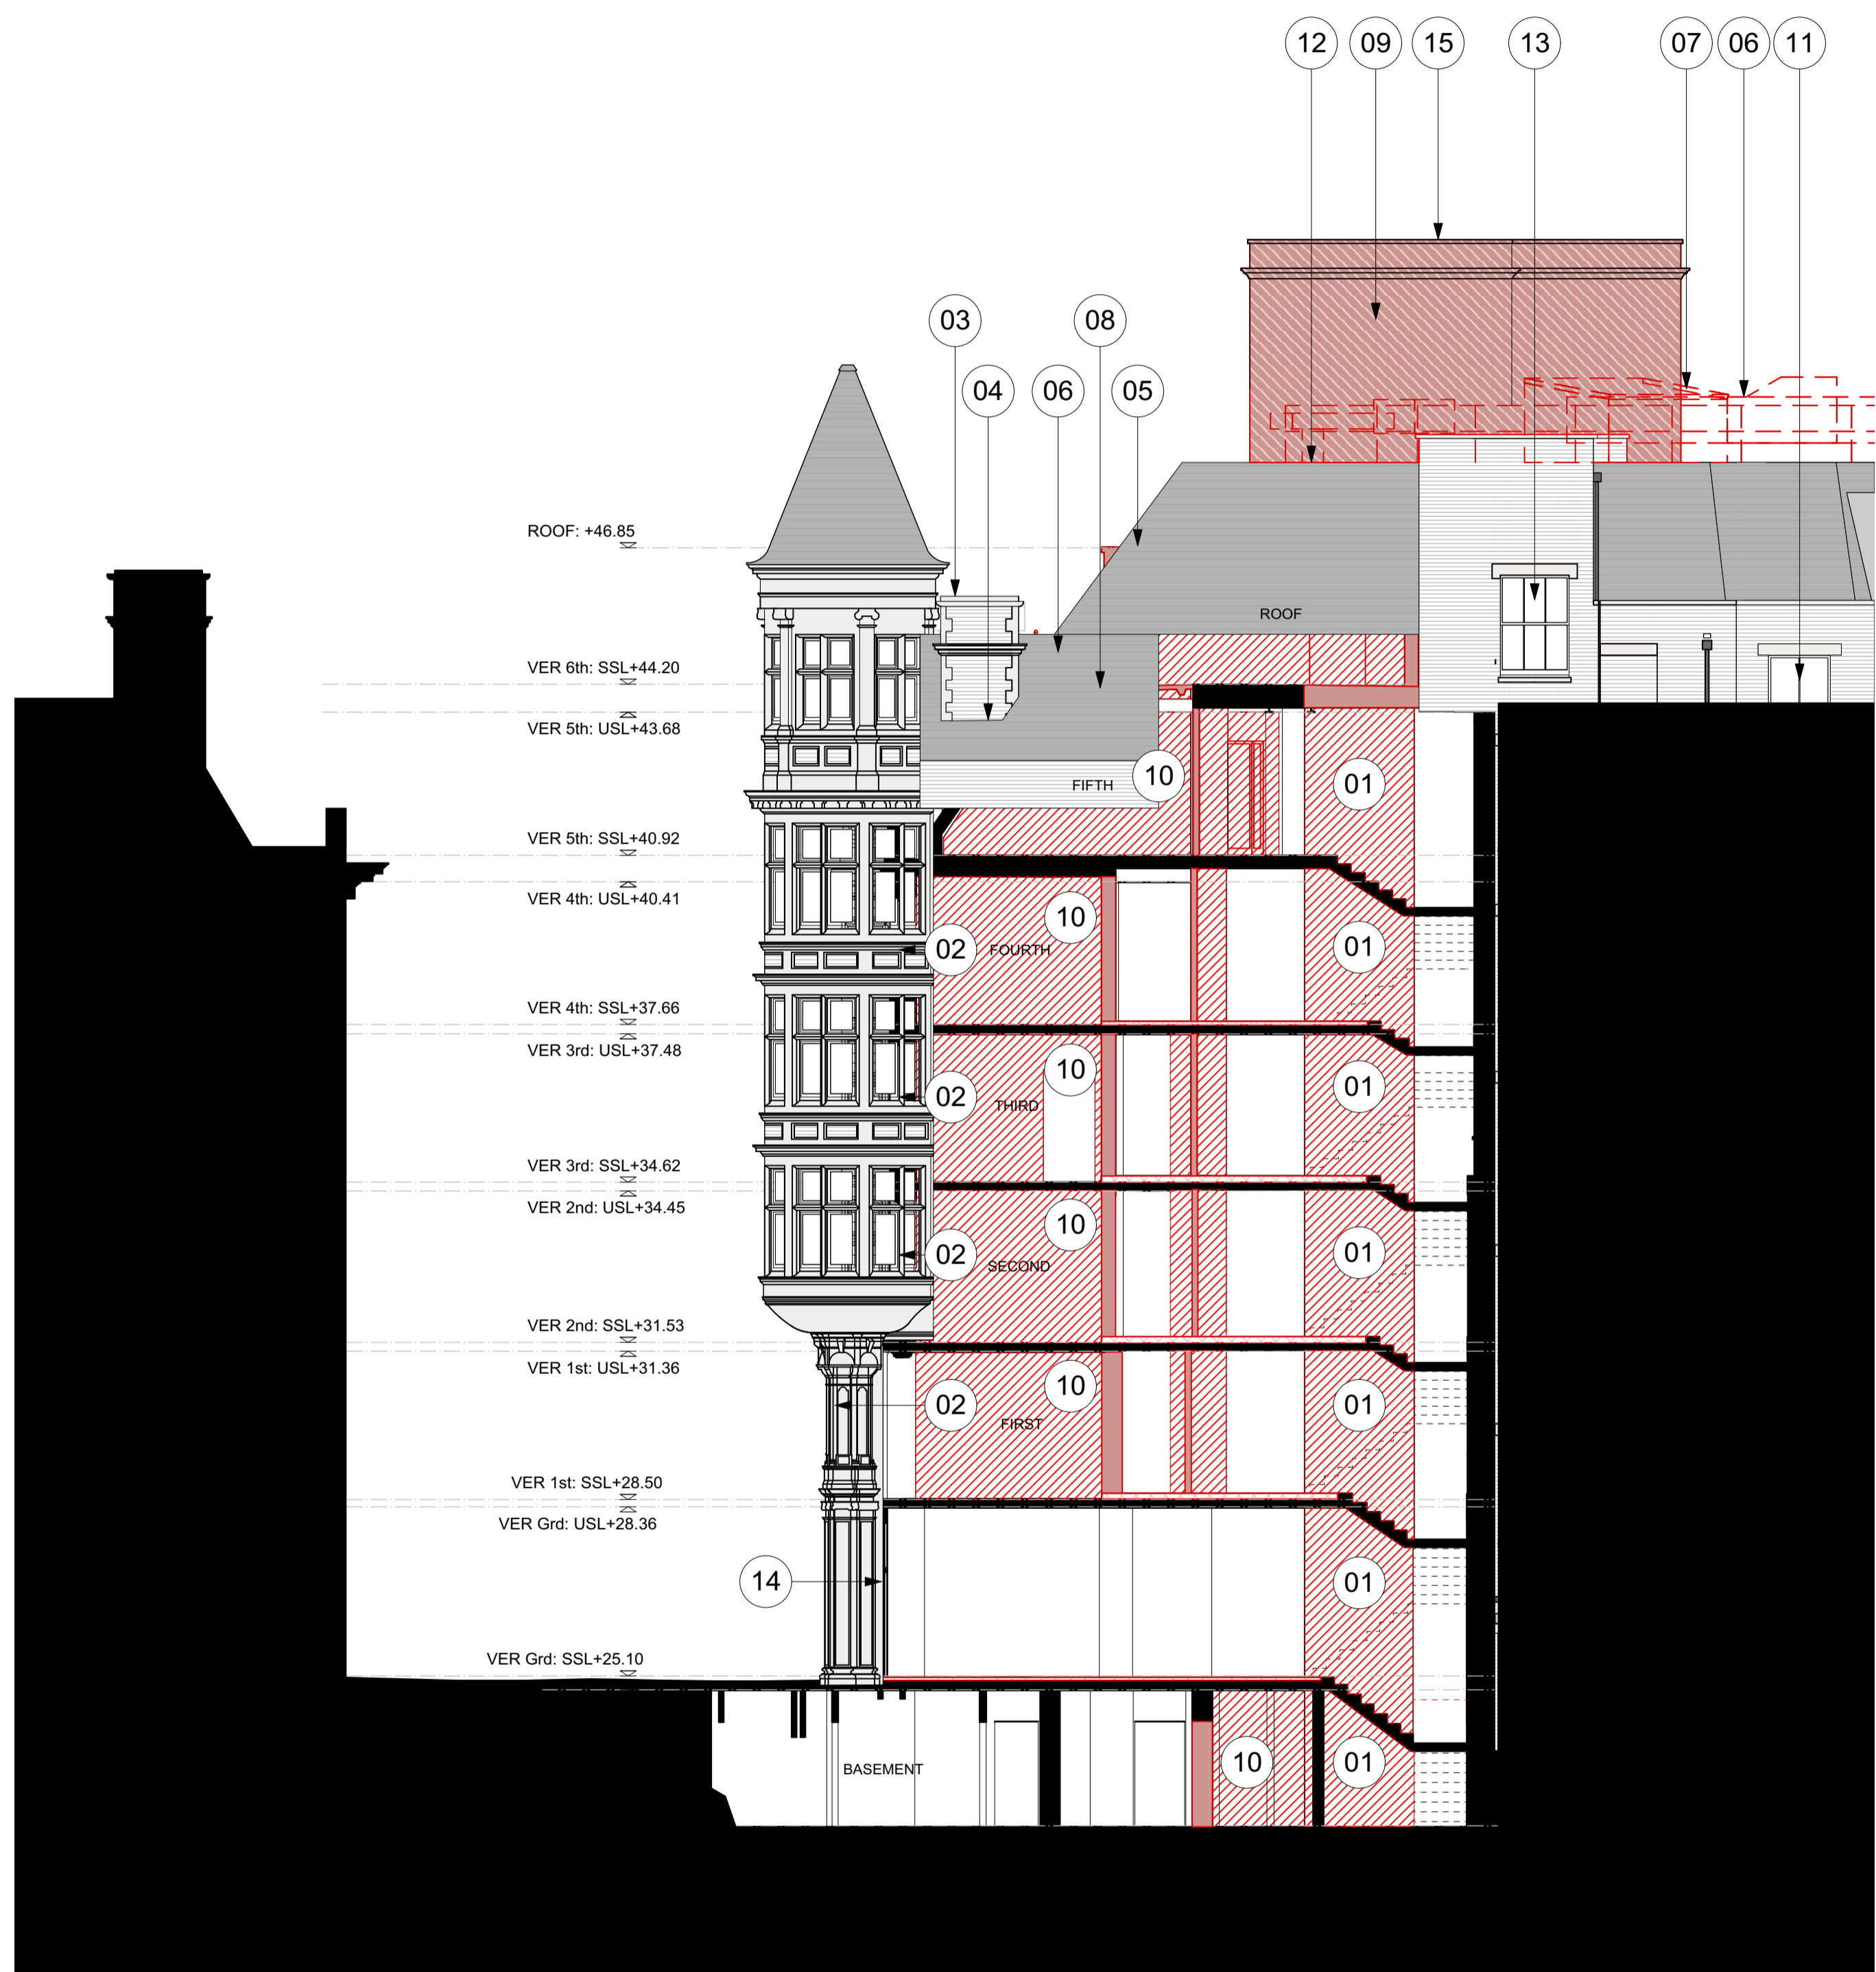 12 09 15 13 07 06 11
03 08
04 06 05
ROOF: +46.85
ROOF
VER 6th: SSL+44.20
VER 5th: USL+43.68
10
FIFTH
01
VER 5th: SSL+40.92
VER 4th: USL+40.41
10
02 FOURTH
01
VER 4th: SSL+37.66
VER 3rd: USL+37.48
10
01
02 THIRD
VER 3rd: SSL+34.62
VER 2nd: USL+34.45
10
02
SECOND
01
VER 2nd: SSL+31.53
VER 1st: USL+31.36
10
02
FIRST
01
VER 1st: SSL+28.50
VER Grd: USL+28.36
14
01
VER Grd: SSL+25.10
BASEMENT
10
01